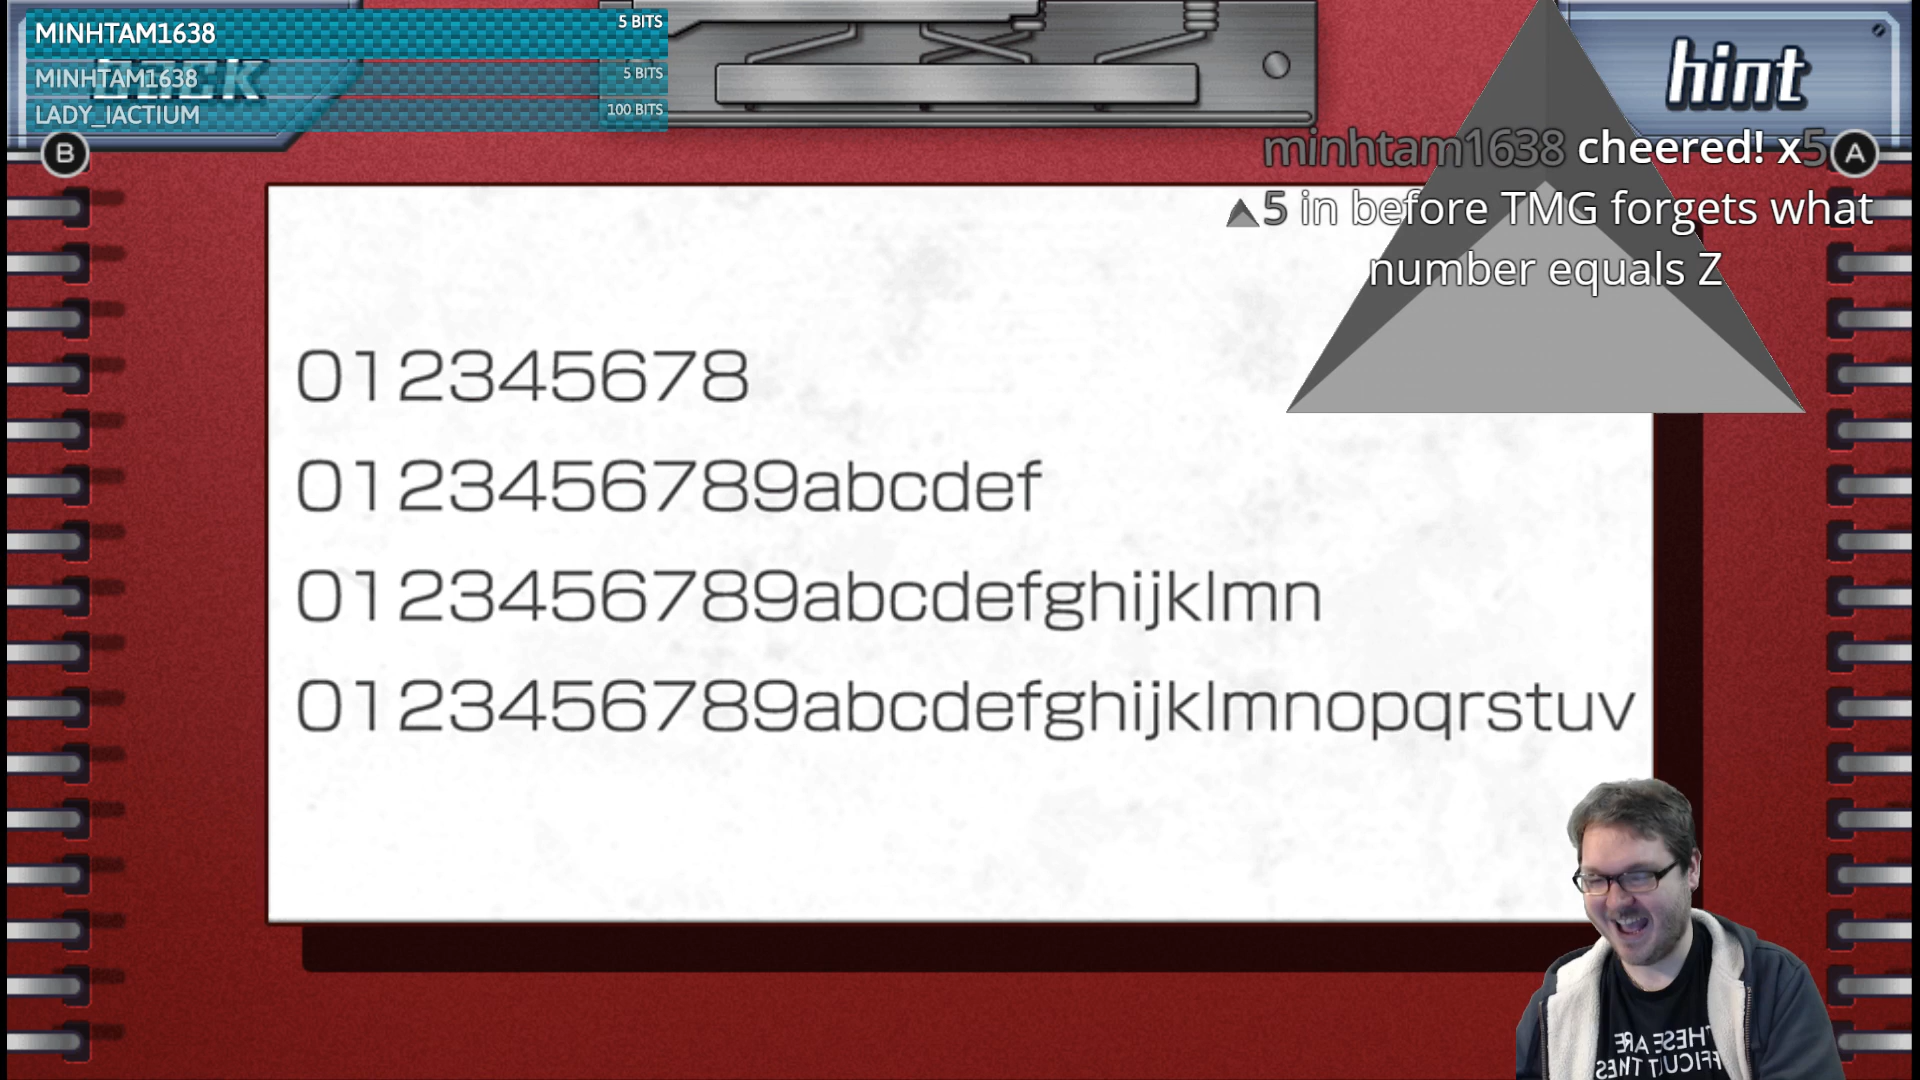 MINHTAM1638 5 BITS
MINHTAM1638 5 BITS
LADY_IACTIUM 100 BITS
hint
B
A
minhtam1638 cheered! x5
5 in before TMG forgets what
number equals Z
012345678
0123456789abcdef
0123456789abcdefghijklmn
0123456789abcdefghijklmnopqrstuv